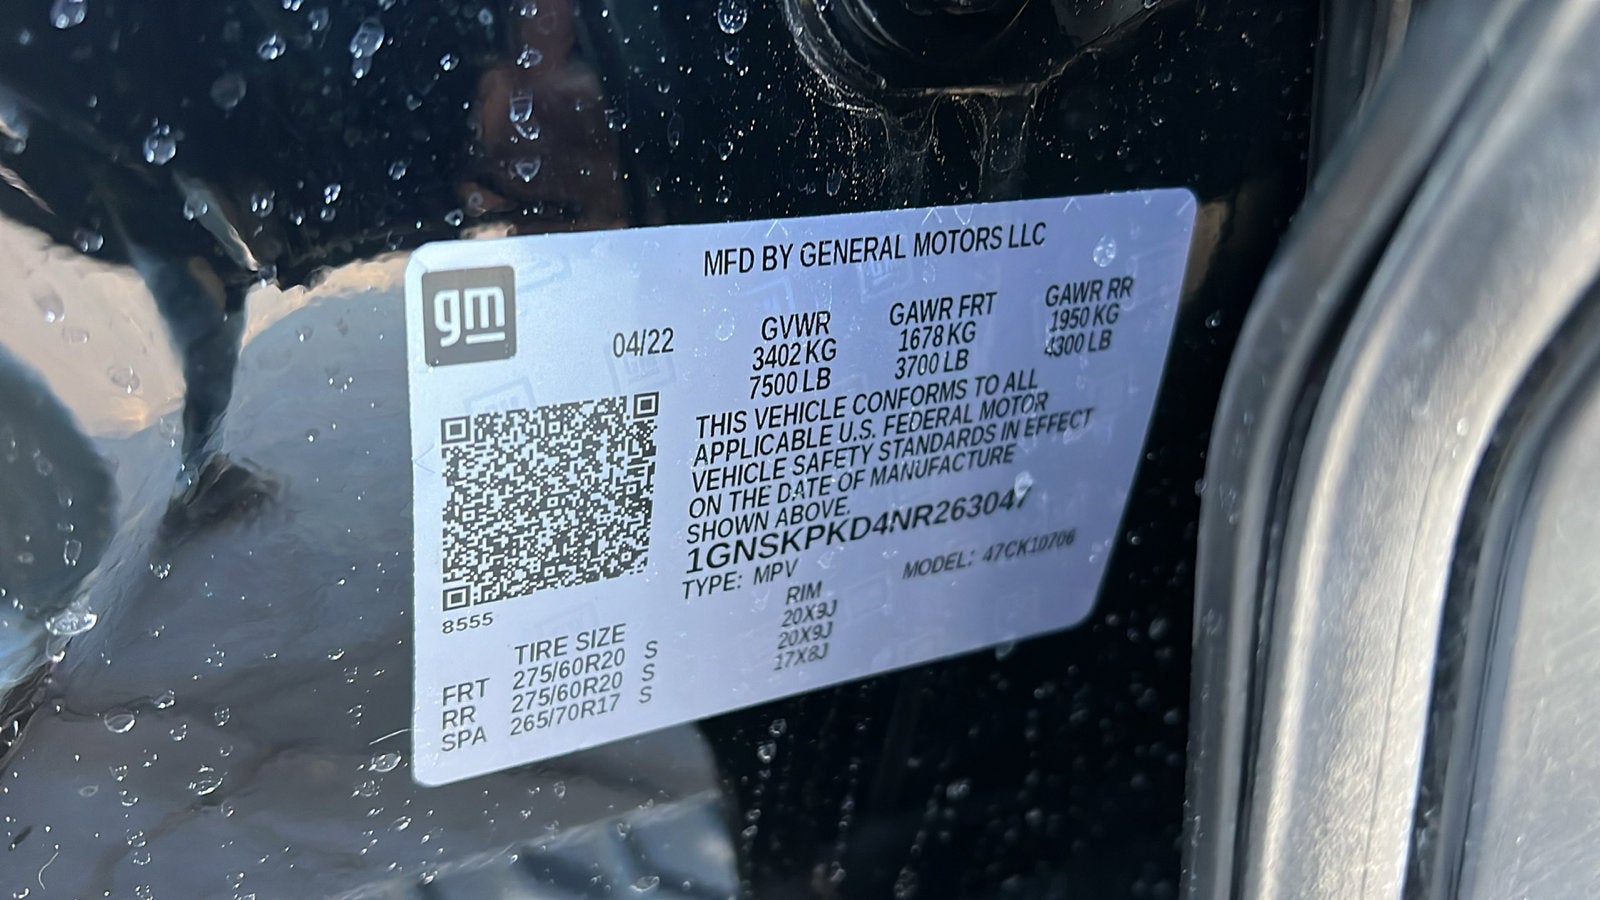 MFD BY GENERAL MOTORS LLC
gm
04/22
GVWR GAWR FRT GAWR RR
3402 KG 1678 KG 1950 KG
7500 LB 3700 LB 4300 LB
THIS VEHICLE CONFORMS TO ALL
APPLICABLE U.S. FEDERAL MOTOR
VEHICLE SAFETY STANDARDS IN EFFECT
ON THE DATE OF MANUFACTURE
SHOWN ABOVE.
1GNSKPKD4NR263047
TYPE: MPV MODEL: 47CK10706
8555
TIRE SIZE RIM
FRT 275/60R20 S 20X9J
RR 275/60R20 S 20X9J
SPA 265/70R17 S 17X8J